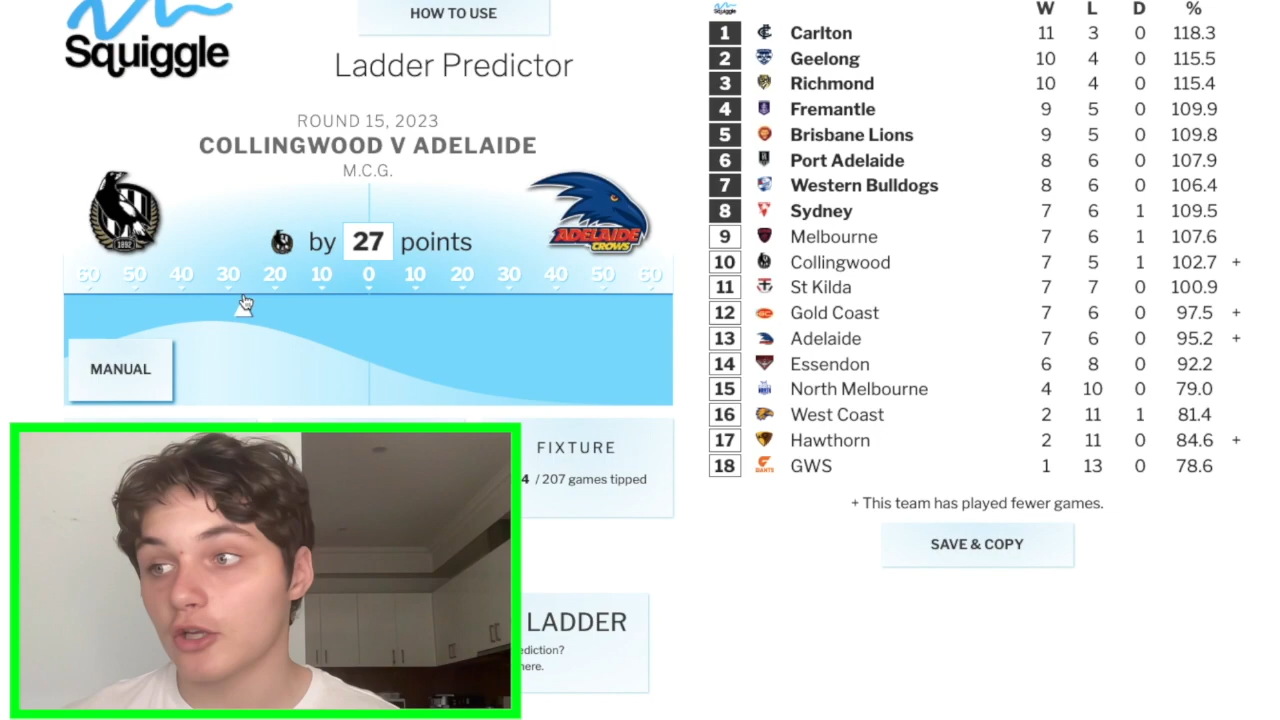 Squiggle
HOW TO USE
Ladder Predictor
ROUND 15, 2023
COLLINGWOOD V ADELAIDE
M.C.G.
1892
ADELAIDE
CROWS
by 27 points
60 50 40 30 20 10 0 10 20 30 40 50 60
MANUAL
FIXTURE
4 / 207 games tipped
LADDER
ediction?
here.
Squiggle W L D %
1 Carlton 11 3 0 118.3
2 Geelong 10 4 0 115.5
3 Richmond 10 4 0 115.4
4 Fremantle 9 5 0 109.9
5 Brisbane Lions 9 5 0 109.8
6 Port Adelaide 8 6 0 107.9
7 Western Bulldogs 8 6 0 106.4
8 Sydney 7 6 1 109.5
9 Melbourne 7 6 1 107.6
10 Collingwood 7 5 1 102.7 +
11 St Kilda 7 7 0 100.9
12 Gold Coast 7 6 0 97.5 +
13 Adelaide 7 6 0 95.2 +
14 Essendon 6 8 0 92.2
15 North Melbourne 4 10 0 79.0
16 West Coast 2 11 1 81.4
17 Hawthorn 2 11 0 84.6 +
18 GWS 1 13 0 78.6
+ This team has played fewer games.
SAVE & COPY